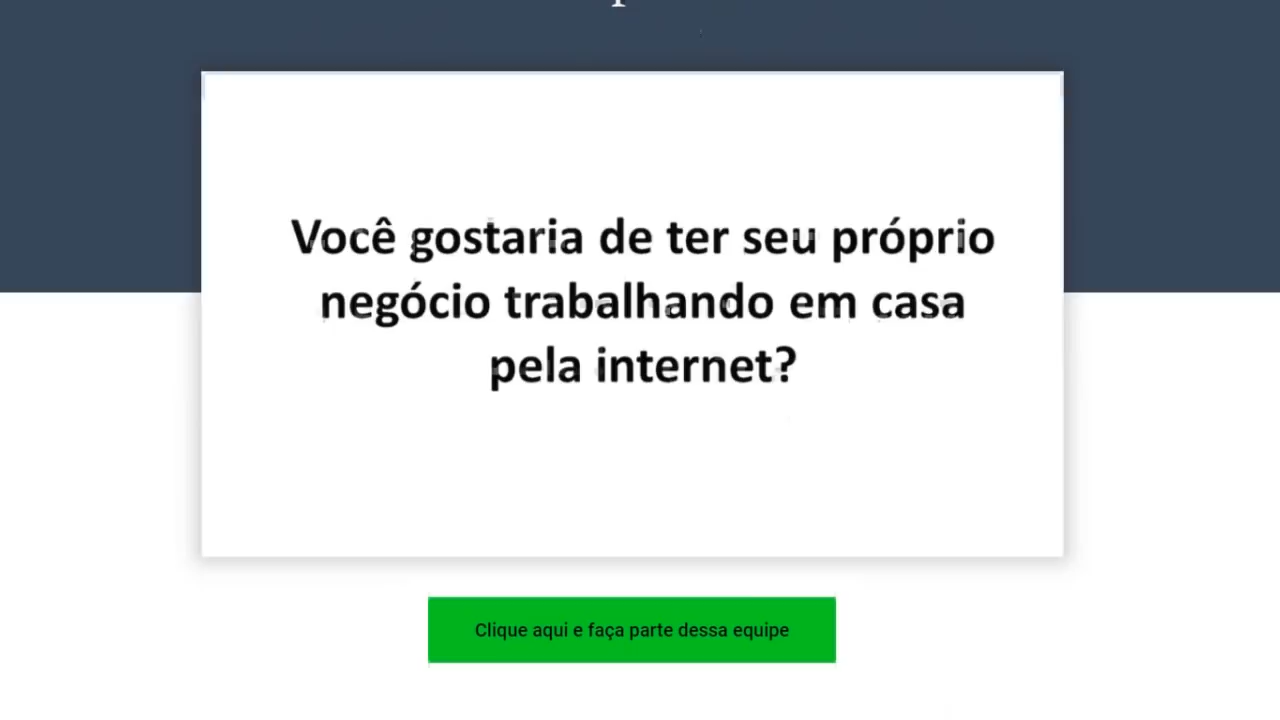 Você gostaria de ter seu próprio
negócio trabalhando em casa
pela internet?
Clique aqui e faça parte dessa equipe